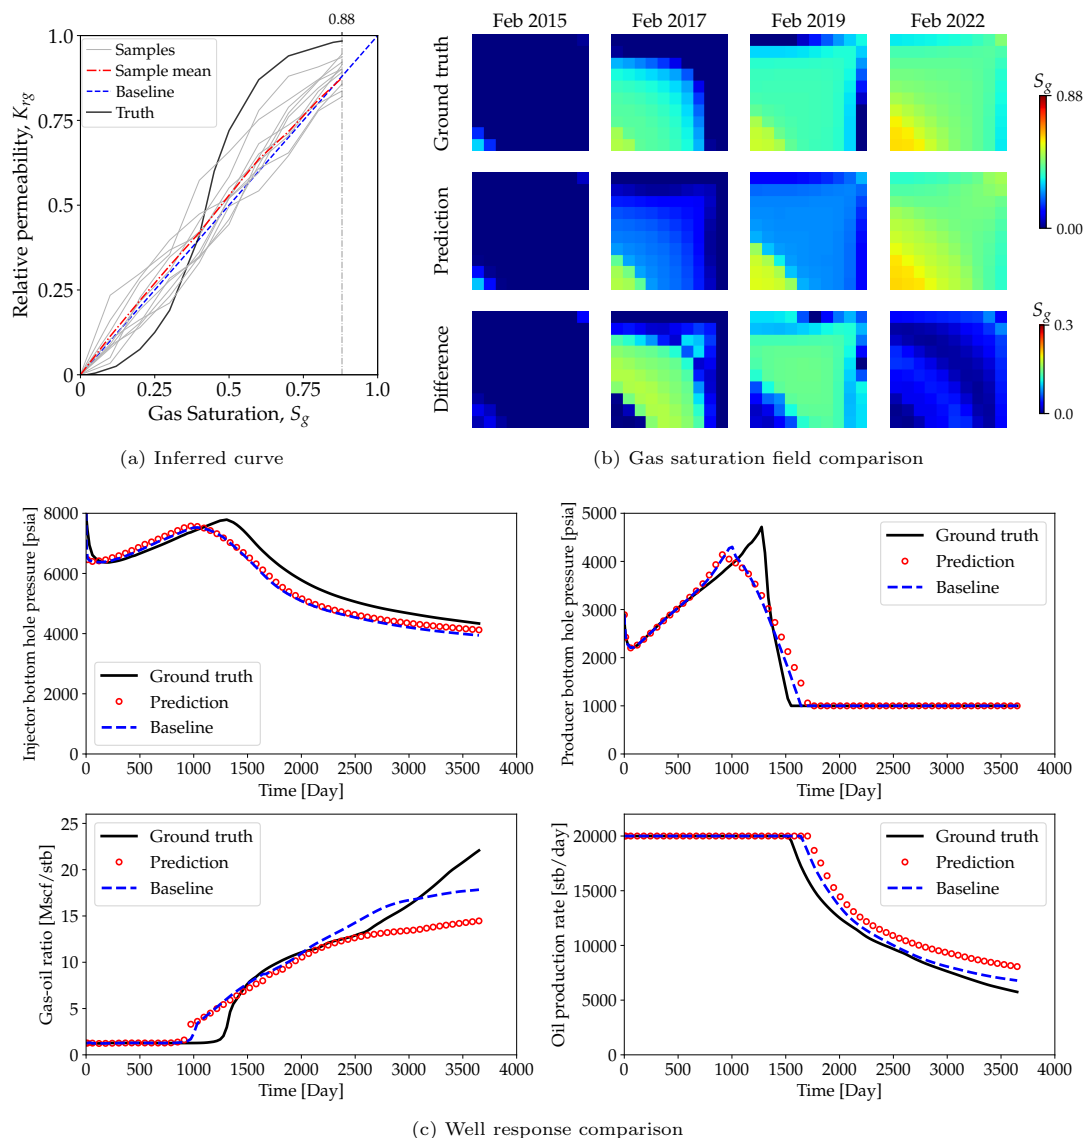 0.88
1.0
0.75
0.5
0.25
0
Relative permeability, K_rg
Samples
Sample mean
Baseline
Truth
0
0.25
0.5
0.75
1.0
Gas Saturation, S_g
(a) Inferred curve
Feb 2015 Feb 2017 Feb 2019 Feb 2022
Ground truth
Prediction
Difference
S_g
0.88
0.00
S_g
0.3
0.0
(b) Gas saturation field comparison
8000
6000
4000
2000
0
Injector bottom hole pressure [psia]
Ground truth
Prediction
Baseline
0 500 1000 1500 2000 2500 3000 3500 4000
Time [Day]
5000
4000
3000
2000
1000
0
Producer bottom hole pressure [psia]
Ground truth
Prediction
Baseline
0 500 1000 1500 2000 2500 3000 3500 4000
Time [Day]
25
20
15
10
5
0
Gas-oil ratio [Mscf/stb]
Ground truth
Prediction
Baseline
0 500 1000 1500 2000 2500 3000 3500 4000
Time [Day]
20000
15000
10000
5000
0
Oil production rate [stb/day]
Ground truth
Prediction
Baseline
0 500 1000 1500 2000 2500 3000 3500 4000
Time [Day]
(c) Well response comparison